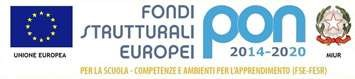 FONDI
STRUTTURALI
EUROPEI
pon
2014-2020
UNIONE EUROPEA
MIUR
PER LA SCUOLA - COMPETENZE E AMBIENTI PER L'APPRENDIMENTO (FSE-FESR)